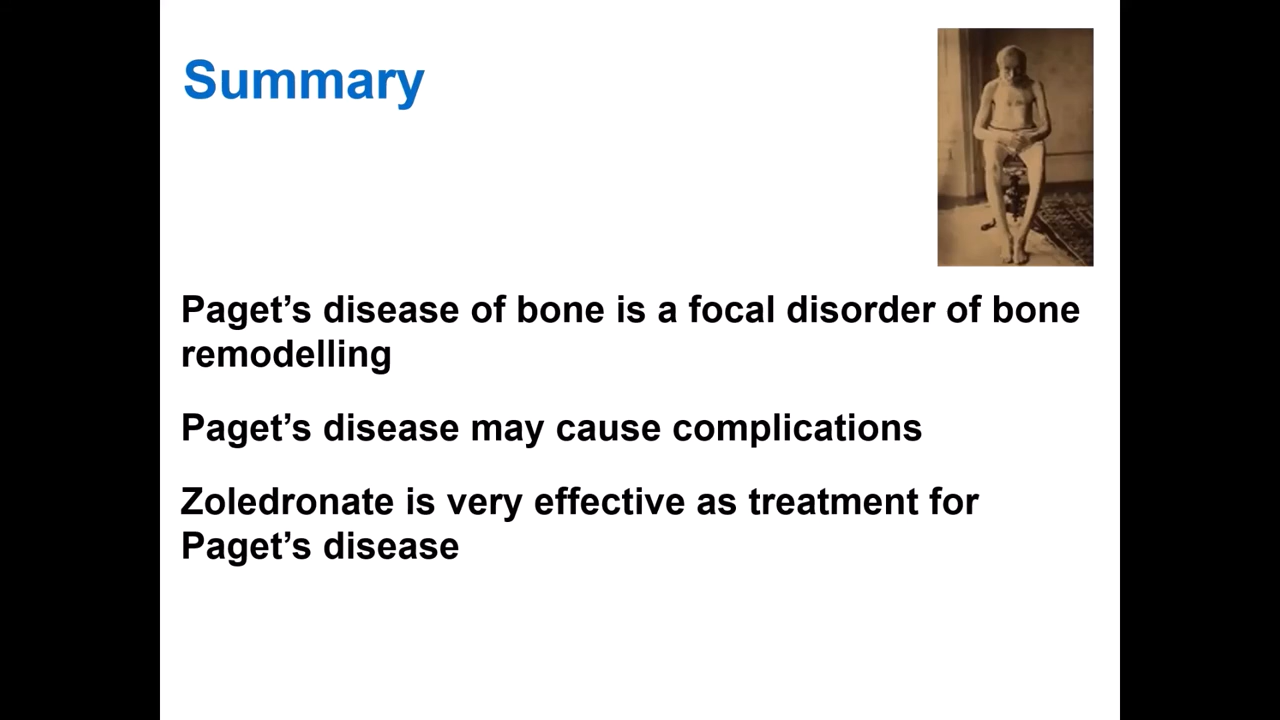 Summary
Paget’s disease of bone is a focal disorder of bone
remodelling
Paget’s disease may cause complications
Zoledronate is very effective as treatment for
Paget’s disease